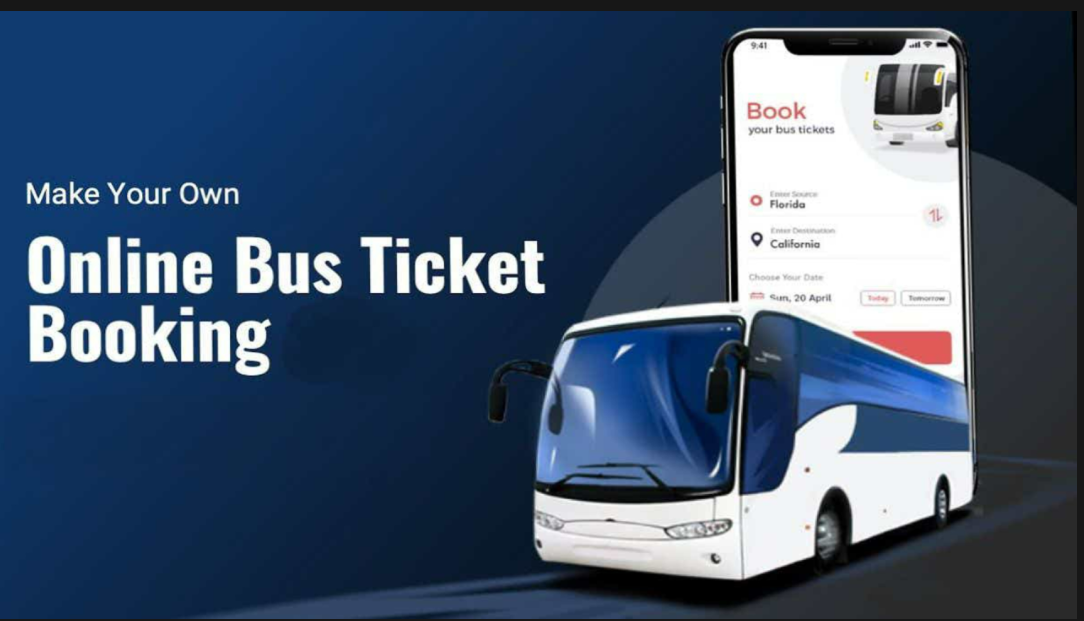 Make Your Own
Online Bus Ticket
Booking
9:41
Book
your bus tickets
Enter Source
Florida
Enter Destination
California
Choose Your Date
Sun, 20 April
Today
Tomorrow